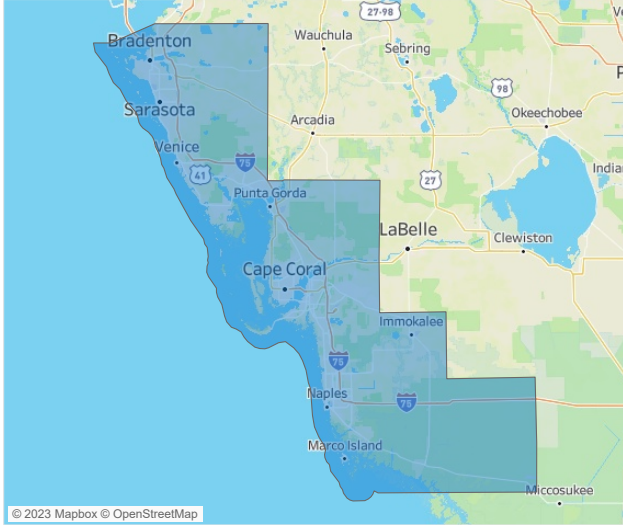 27-98
Wauchula
Bradenton
Sebring
98
Sarasota
Okeechobee
Arcadia
Venice
75
Indian
41
27
Punta Gorda
LaBelle
Clewiston
Cape Coral
Immokalee
75
Naples
75
Marco Island
Miccosukee
© 2023 Mapbox © OpenStreetMap